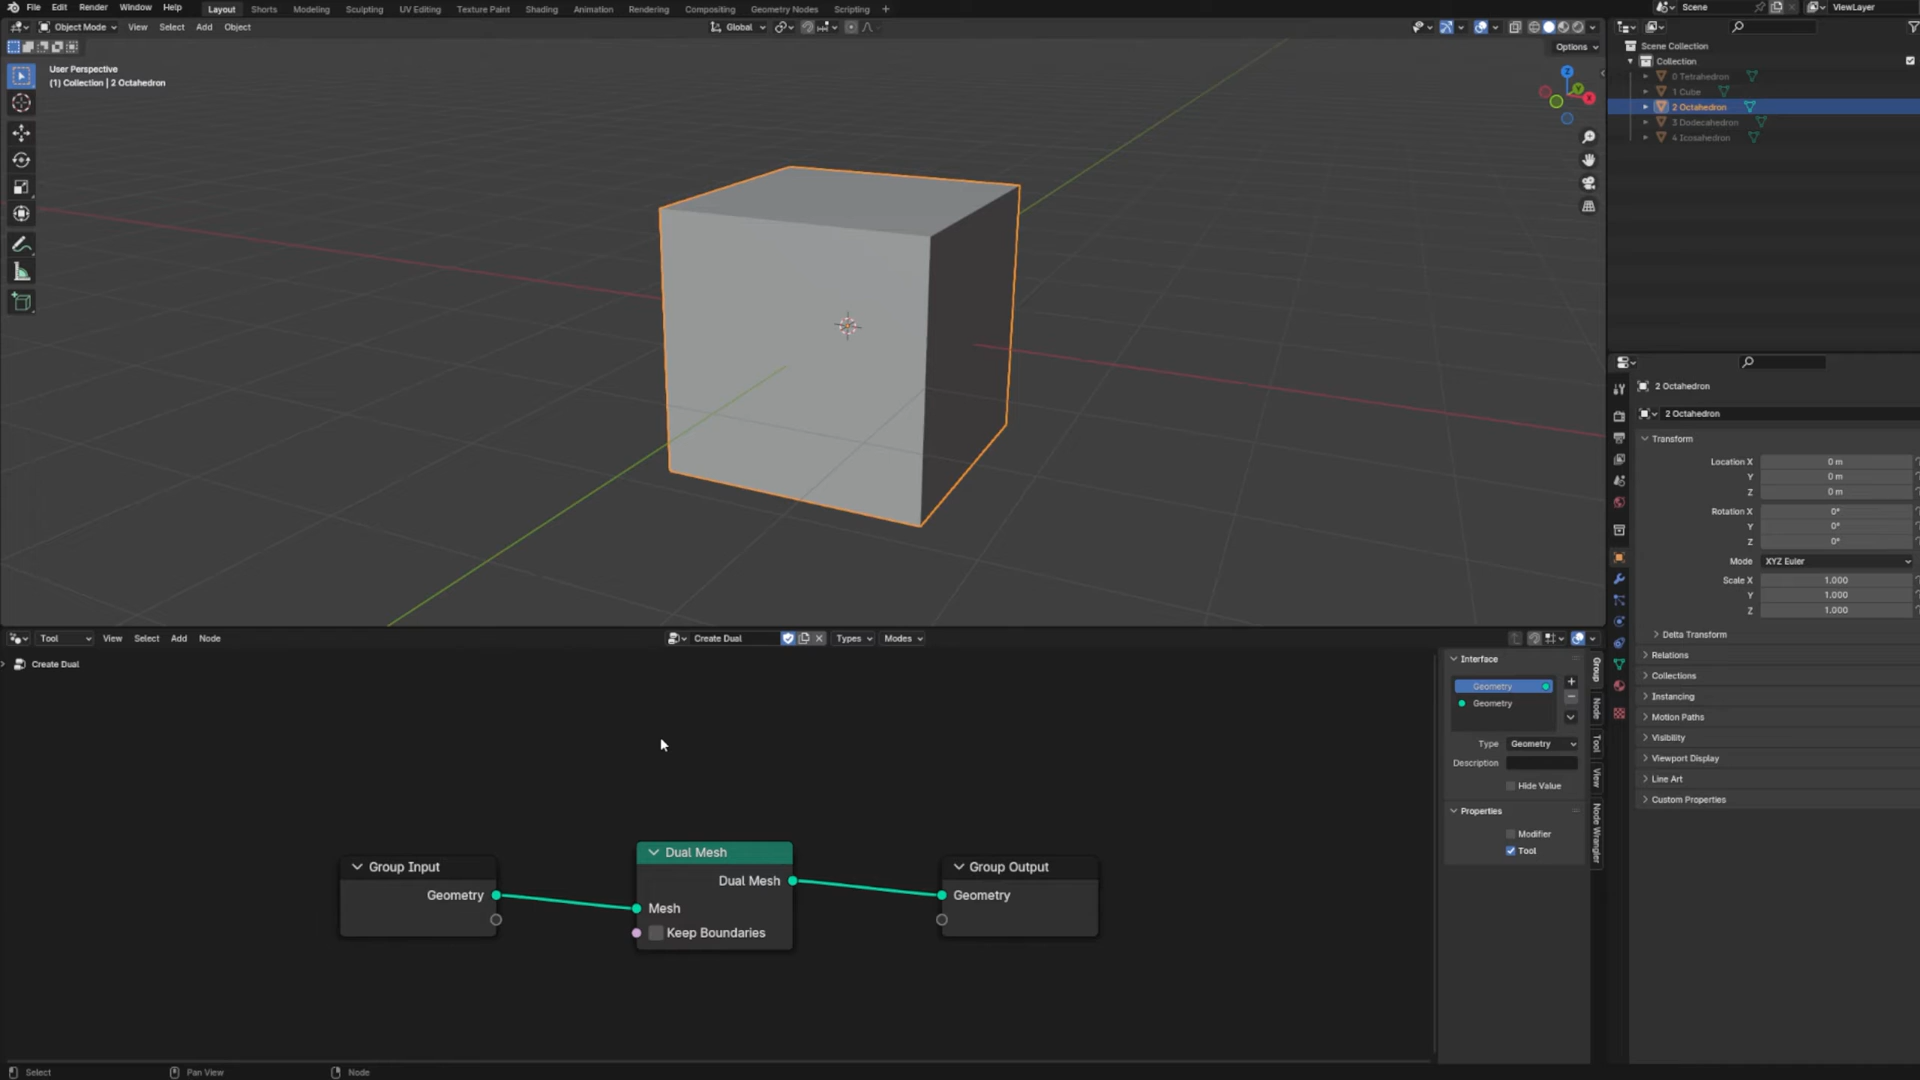 File Edit Render Window Help Layout Shorts Modeling Sculpting UV Editing Texture Paint Shading Animation Rendering Compositing Geometry Nodes Scripting + Scene ViewLayer
Object Mode View Select Add Object Global
Options
User Perspective
(1) Collection | 2 Octahedron
Scene Collection
Collection
0 Tetrahedron
1 Cube
2 Octahedron
3 Dodecahedron
4 Icosahedron
2 Octahedron
2 Octahedron
Transform
Location X 0 m
Y 0 m
Z 0 m
Rotation X 0°
Y 0°
Z 0°
Mode XYZ Euler
Scale X 1.000
Y 1.000
Z 1.000
Delta Transform
Relations
Collections
Instancing
Motion Paths
Visibility
Viewport Display
Line Art
Custom Properties
Tool View Select Add Node Create Dual Types Modes
Create Dual
Group Input
Geometry
Dual Mesh
Dual Mesh
Mesh
Keep Boundaries
Group Output
Geometry
Interface
Geometry
Geometry
Type Geometry
Description
Hide Value
Properties
Modifier
Tool
Group
Node
Tool
View
Node Wrangler
Select Pan View Node